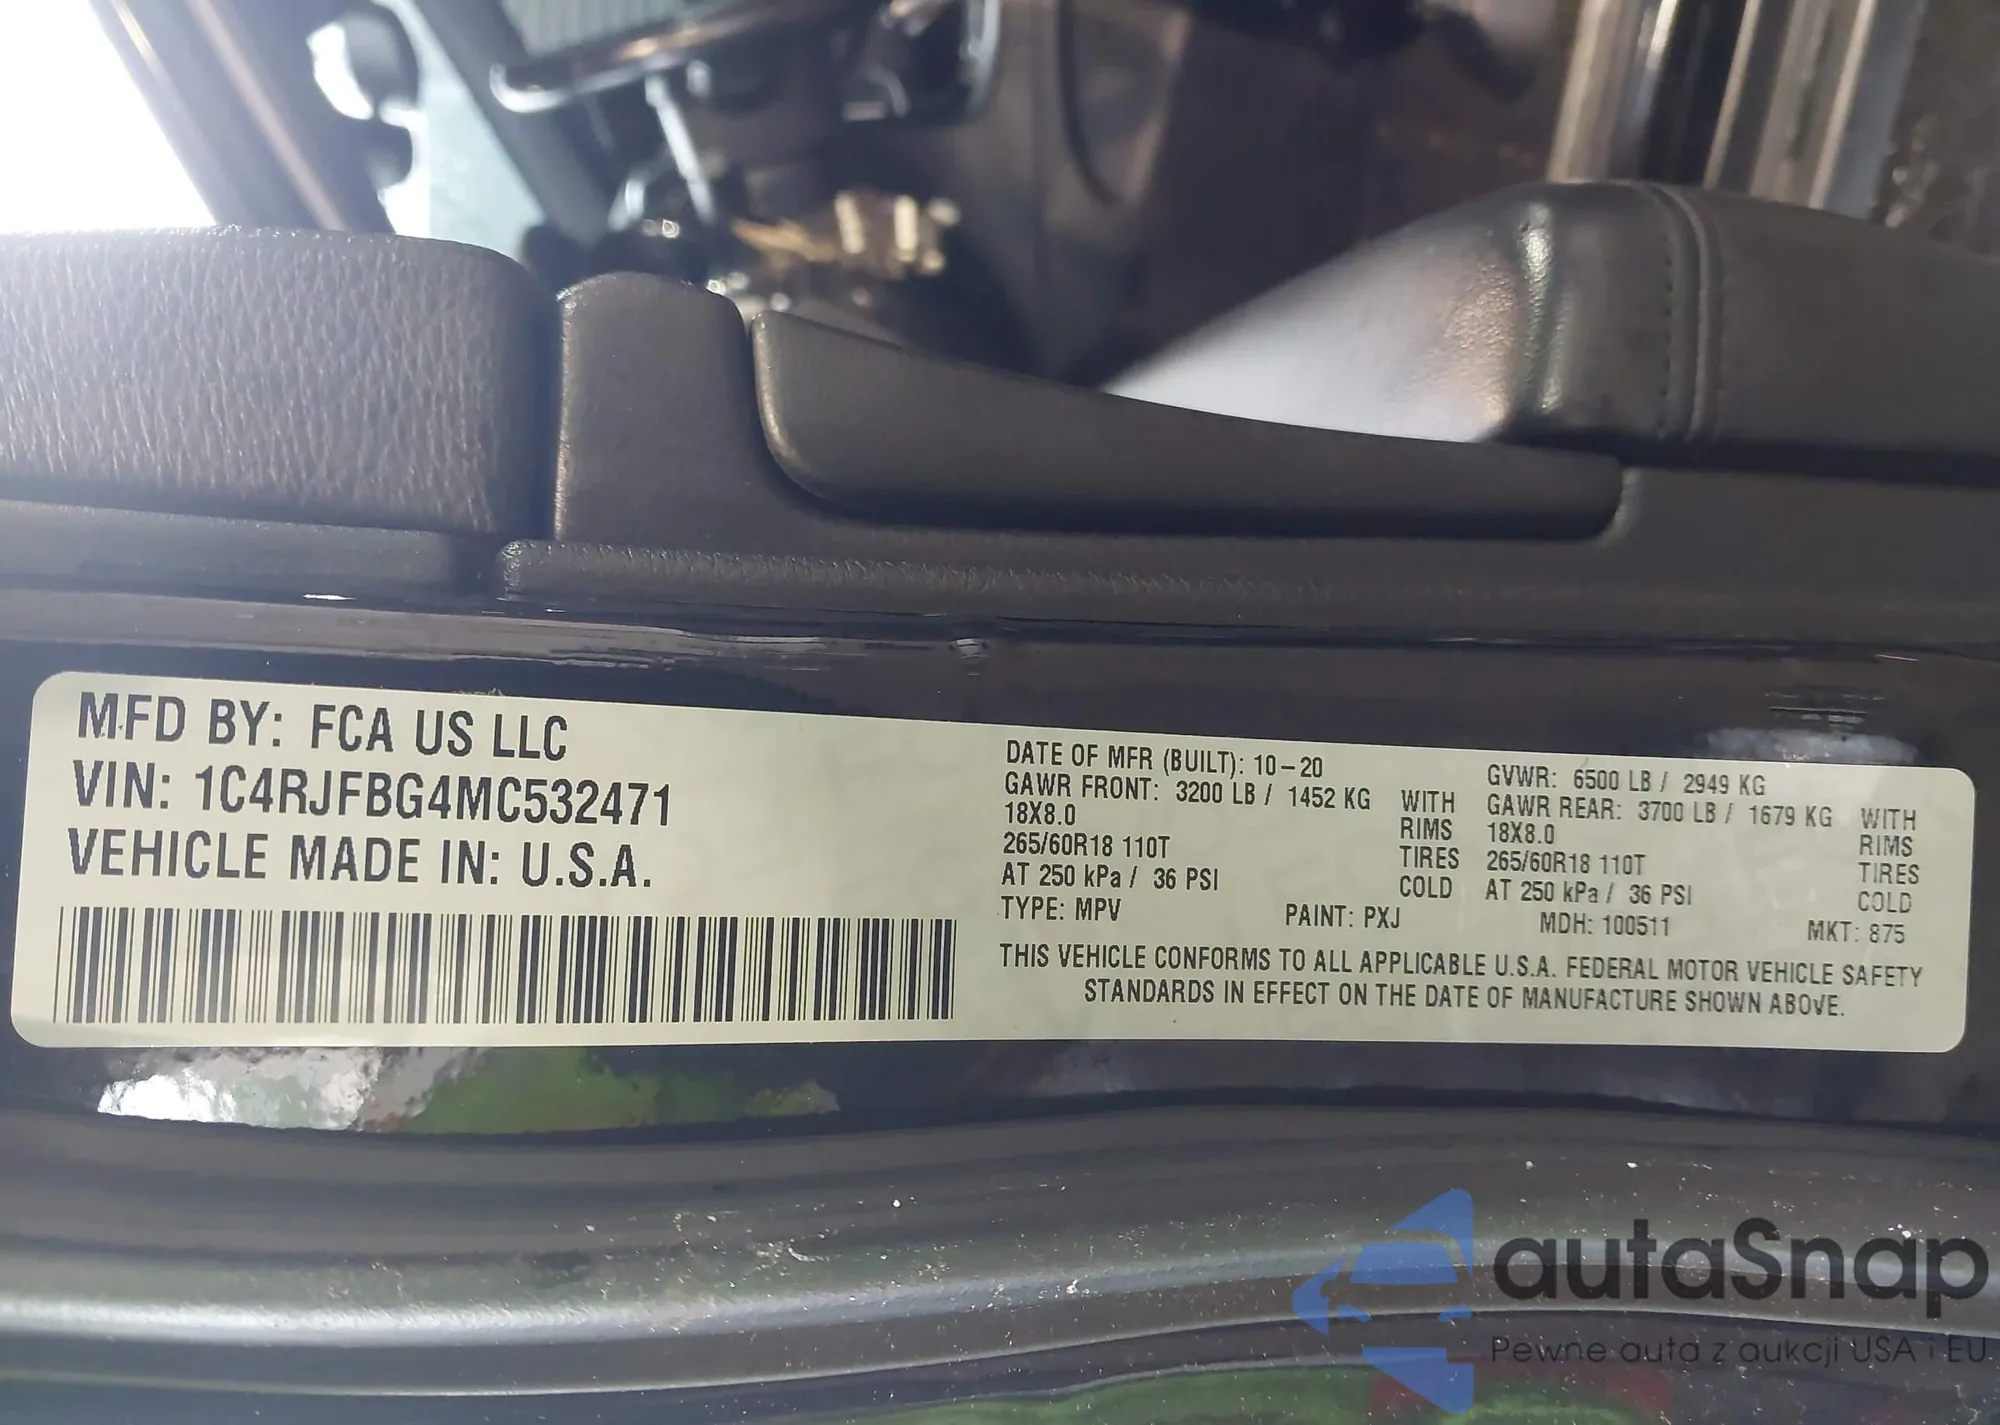 MFD BY: FCA US LLC
VIN: 1C4RJFBG4MC532471
VEHICLE MADE IN: U.S.A.
DATE OF MFR (BUILT): 10-20
GAWR FRONT: 3200 LB / 1452 KG WITH
18X8.0 RIMS
265/60R18 110T TIRES
AT 250 kPa / 36 PSI COLD
TYPE: MPV PAINT: PXJ
GVWR: 6500 LB / 2949 KG
GAWR REAR: 3700 LB / 1679 KG WITH
18X8.0 RIMS
265/60R18 110T TIRES
AT 250 kPa / 36 PSI COLD
MDH: 100511 MKT: 875
THIS VEHICLE CONFORMS TO ALL APPLICABLE U.S.A. FEDERAL MOTOR VEHICLE SAFETY
STANDARDS IN EFFECT ON THE DATE OF MANUFACTURE SHOWN ABOVE.
autaSnap
Pewne auta z aukcji USA i EU